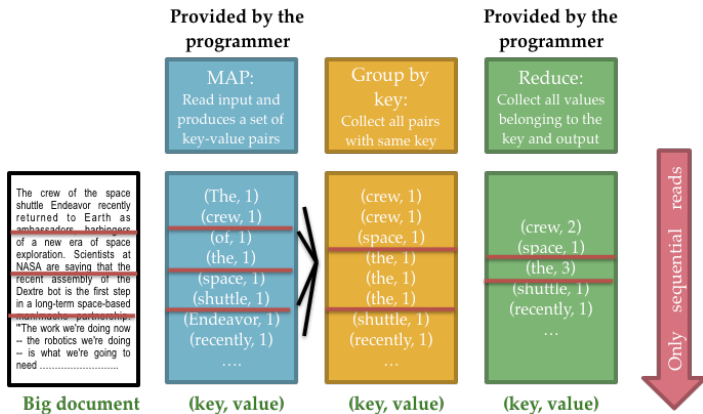 Provided by the
programmer
Provided by the
programmer
MAP:
Read input and
produces a set of
key-value pairs
Group by
key:
Collect all pairs
with same key
Reduce:
Collect all values
belonging to the
key and output
The crew of the space
shuttle Endeavor recently
returned to Earth as
ambassadors, harbingers
of a new era of space
exploration. Scientists at
NASA are saying that the
recent assembly of the
Dextre bot is the first step
in a long-term space-based
man/mache partnership.
'"The work we're doing now
-- the robotics we're doing
-- is what we're going to
need ..........................
Big document
(The, 1)
(crew, 1)
(of, 1)
(the, 1)
(space, 1)
(shuttle, 1)
(Endeavor, 1)
(recently, 1)
....
(key, value)
(crew, 1)
(crew, 1)
(space, 1)
(the, 1)
(the, 1)
(the, 1)
(shuttle, 1)
(recently, 1)
...
(key, value)
(crew, 2)
(space, 1)
(the, 3)
(shuttle, 1)
(recently, 1)
...
(key, value)
Only sequential reads